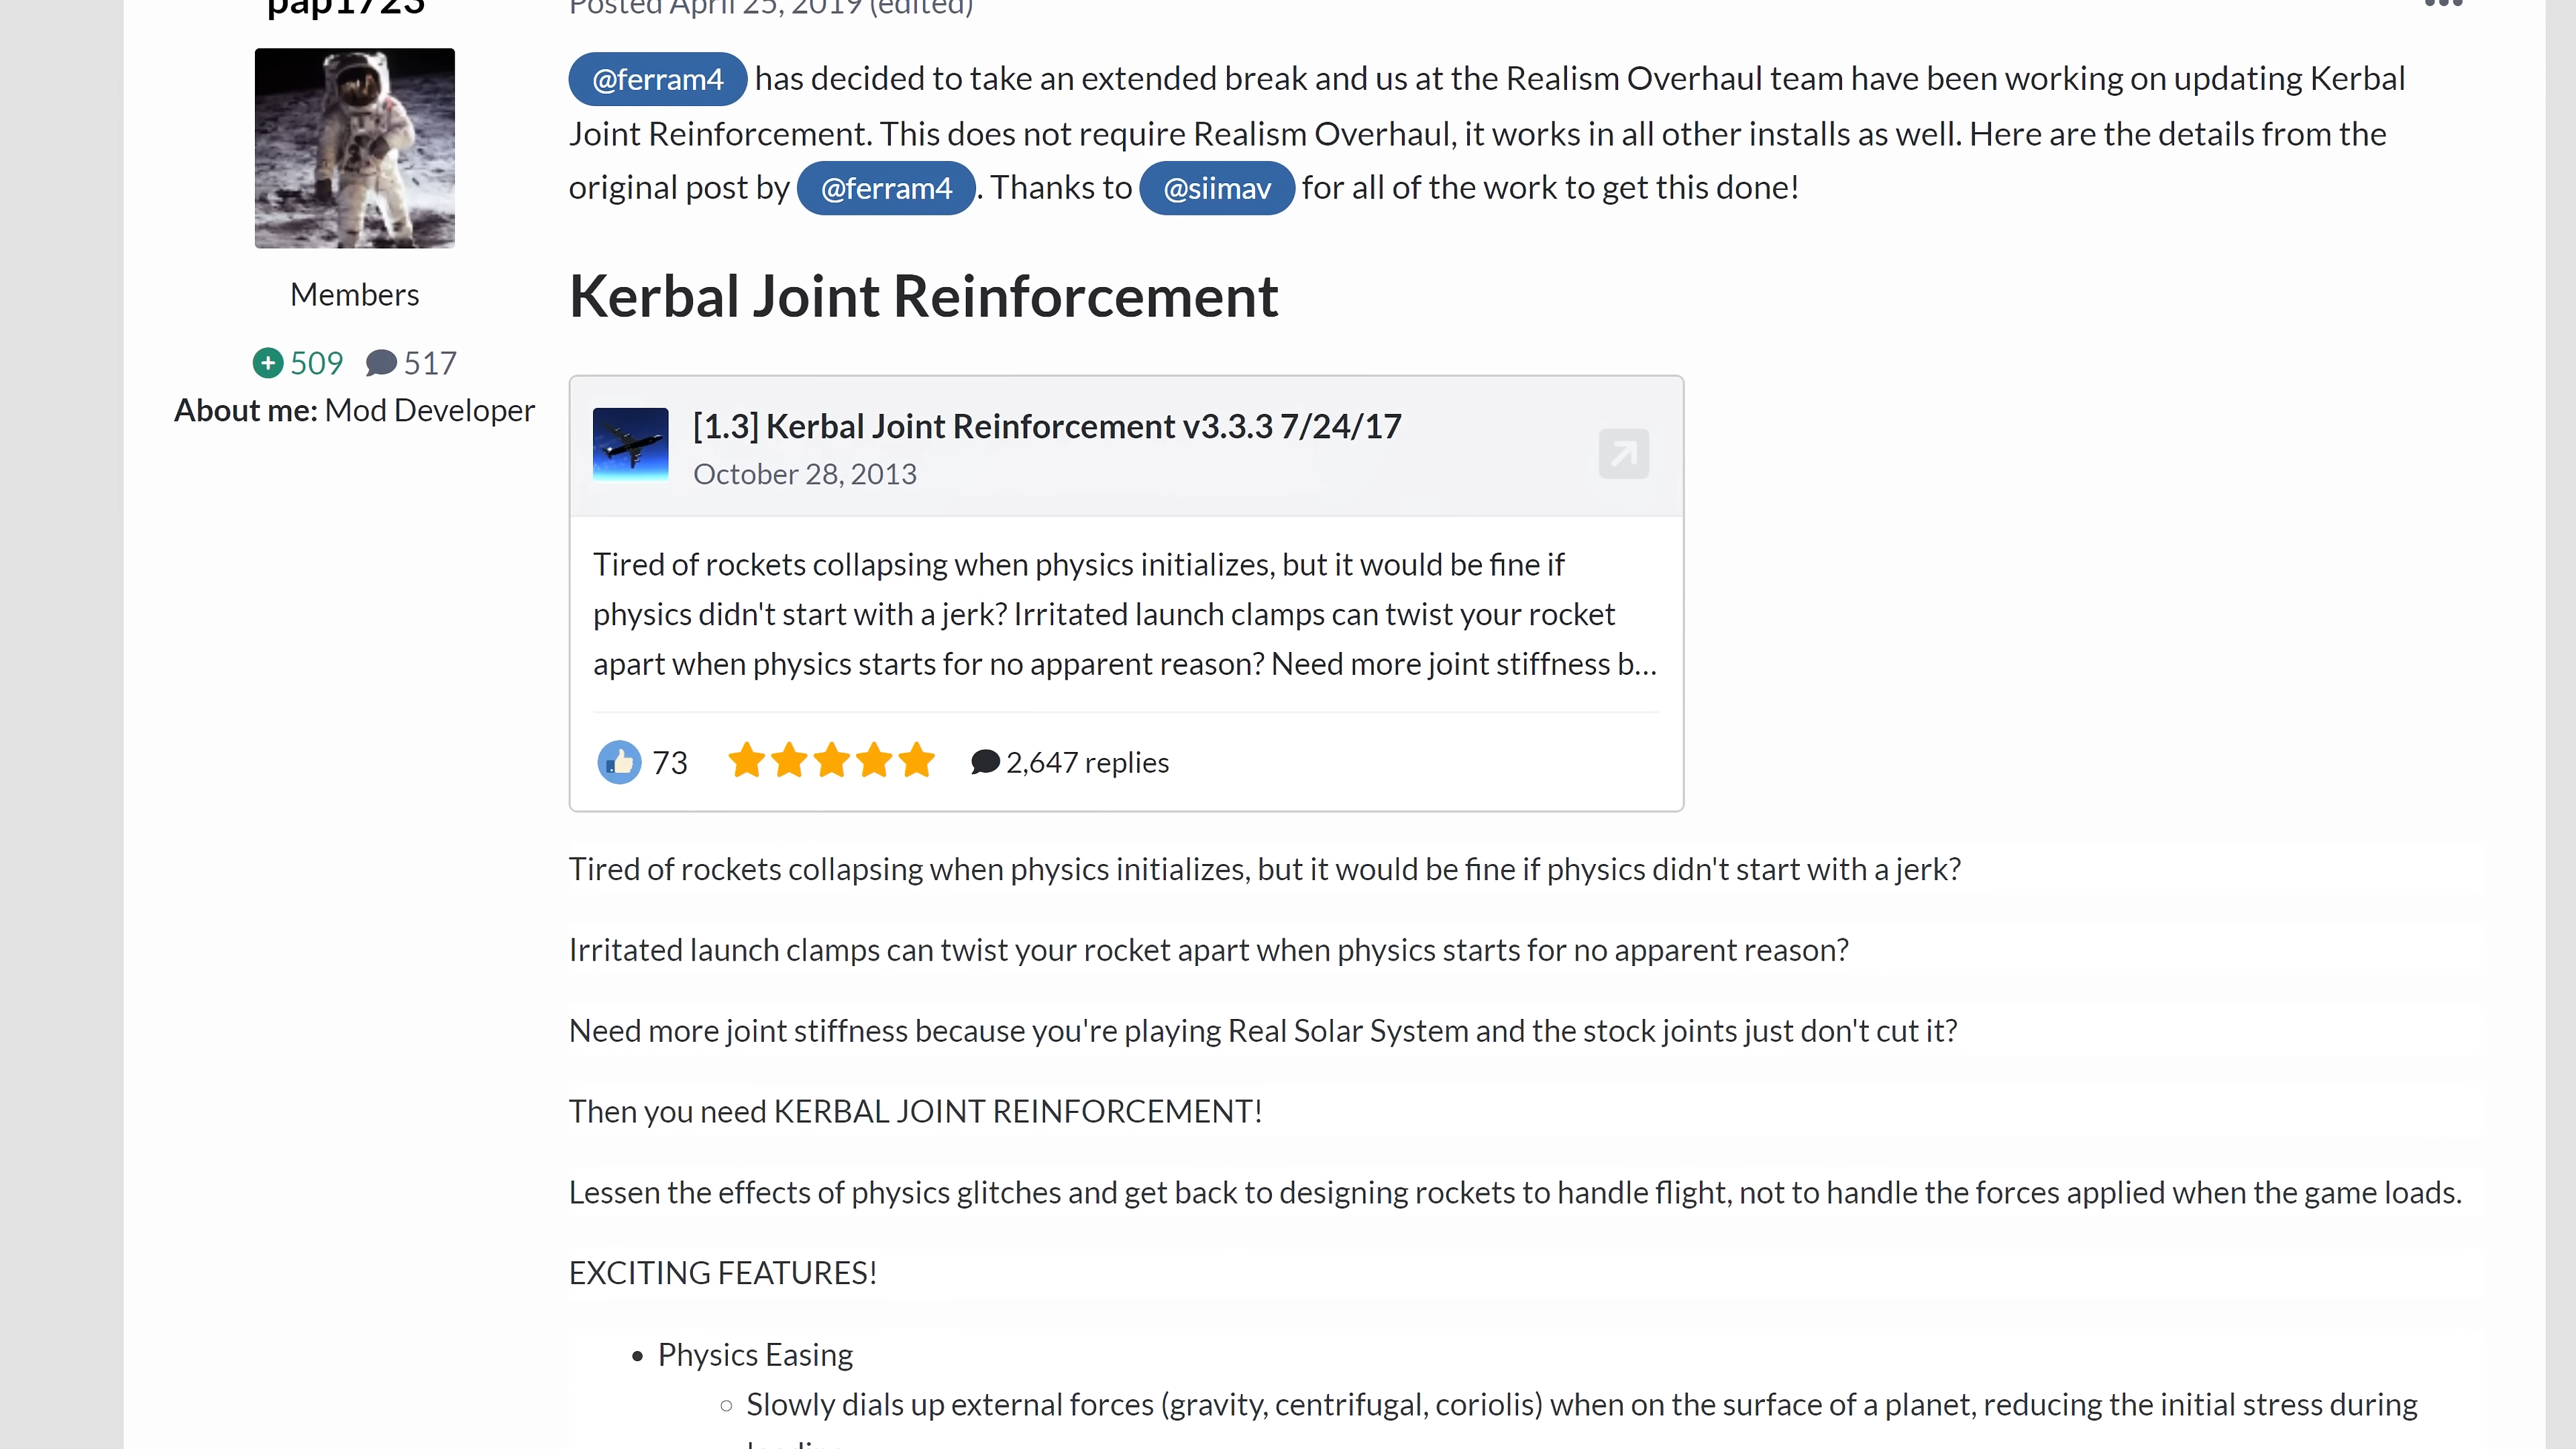 pap1723
Posted April 25, 2019 (edited)
@ferram4 has decided to take an extended break and us at the Realism Overhaul team have been working on updating Kerbal
Joint Reinforcement. This does not require Realism Overhaul, it works in all other installs as well. Here are the details from the
original post by @ferram4. Thanks to @siimav for all of the work to get this done!
Members
509 517
About me: Mod Developer
Kerbal Joint Reinforcement
[1.3] Kerbal Joint Reinforcement v3.3.3 7/24/17
October 28, 2013
Tired of rockets collapsing when physics initializes, but it would be fine if
physics didn't start with a jerk? Irritated launch clamps can twist your rocket
apart when physics starts for no apparent reason? Need more joint stiffness b...
73 2,647 replies
Tired of rockets collapsing when physics initializes, but it would be fine if physics didn't start with a jerk?
Irritated launch clamps can twist your rocket apart when physics starts for no apparent reason?
Need more joint stiffness because you're playing Real Solar System and the stock joints just don't cut it?
Then you need KERBAL JOINT REINFORCEMENT!
Lessen the effects of physics glitches and get back to designing rockets to handle flight, not to handle the forces applied when the game loads.
EXCITING FEATURES!
• Physics Easing
◦ Slowly dials up external forces (gravity, centrifugal, coriolis) when on the surface of a planet, reducing the initial stress during